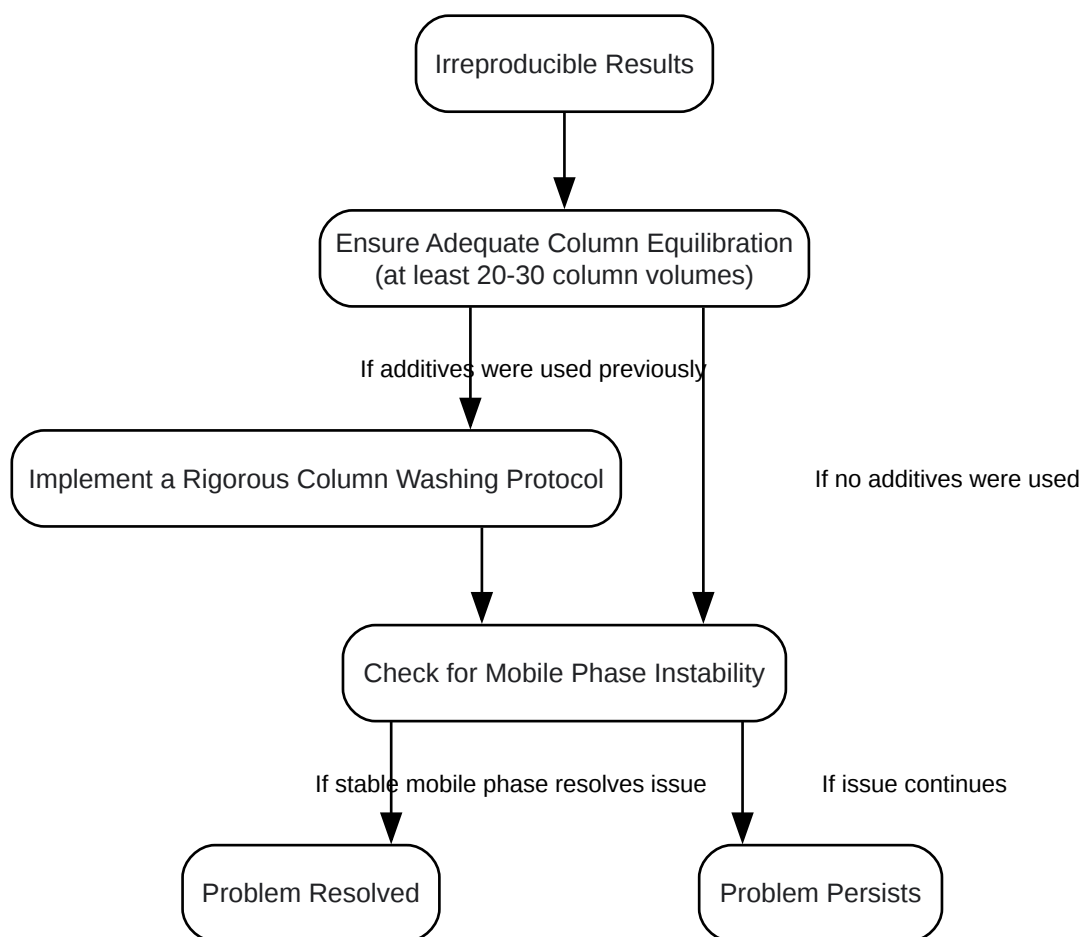 Irreproducible Results
Ensure Adequate Column Equilibration
(at least 20-30 column volumes)
If additives were used previously
Implement a Rigorous Column Washing Protocol
If no additives were used
Check for Mobile Phase Instability
If stable mobile phase resolves issue
If issue continues
Problem Resolved
Problem Persists